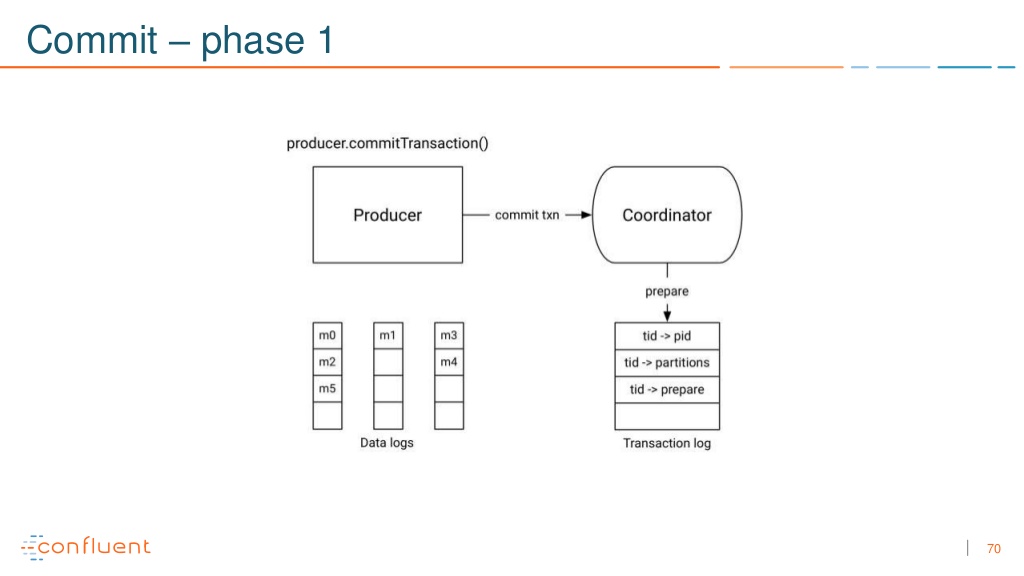 Commit – phase 1
producer.commitTransaction()
Producer
commit txn
Coordinator
prepare
m0
m2
m5
m1
m3
m4
Data logs
tid -> pid
tid -> partitions
tid -> prepare
Transaction log
confluent
70